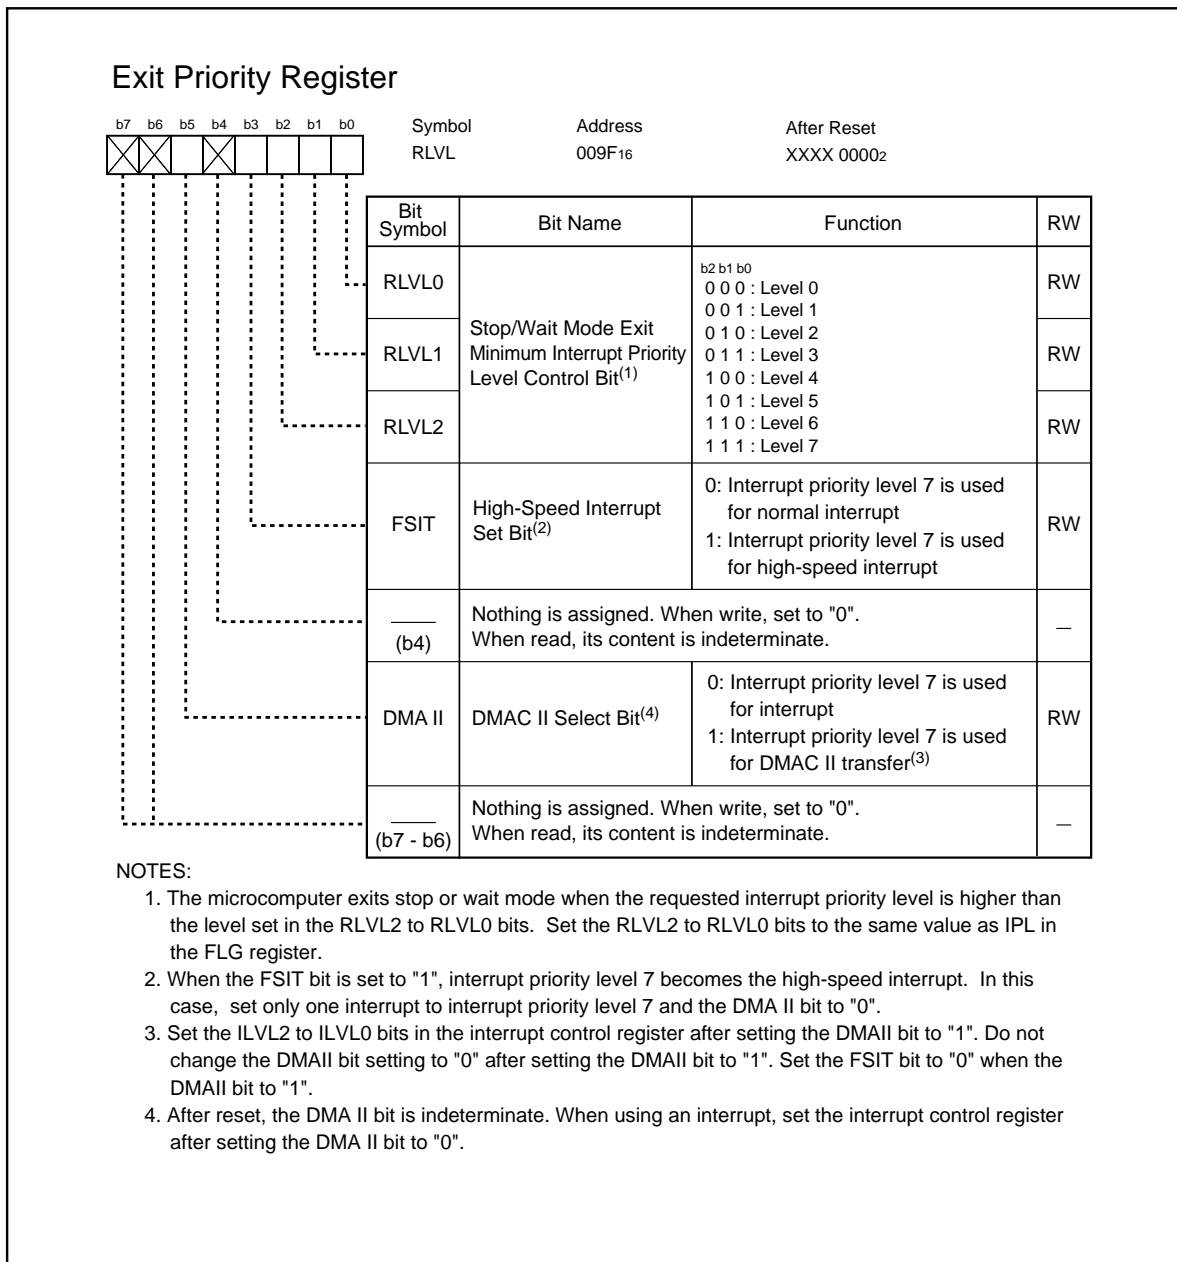 Exit Priority Register
b7 b6 b5 b4 b3 b2 b1 b0
Symbol Address After Reset
RLVL 009F16 XXXX 00002
Bit Symbol Bit Name Function RW
RLVL0 RW
RLVL1 RW
RLVL2 RW
Stop/Wait Mode Exit
Minimum Interrupt Priority
Level Control Bit(1)
b2 b1 b0
0 0 0 : Level 0
0 0 1 : Level 1
0 1 0 : Level 2
0 1 1 : Level 3
1 0 0 : Level 4
1 0 1 : Level 5
1 1 0 : Level 6
1 1 1 : Level 7
FSIT
High-Speed Interrupt
Set Bit(2)
0: Interrupt priority level 7 is used
for normal interrupt
1: Interrupt priority level 7 is used
for high-speed interrupt
RW
(b4)
Nothing is assigned. When write, set to "0".
When read, its content is indeterminate.
—
DMA II
DMAC II Select Bit(4)
0: Interrupt priority level 7 is used
for interrupt
1: Interrupt priority level 7 is used
for DMAC II transfer(3)
RW
(b7 - b6)
Nothing is assigned. When write, set to "0".
When read, its content is indeterminate.
—
NOTES:
1. The microcomputer exits stop or wait mode when the requested interrupt priority level is higher than
the level set in the RLVL2 to RLVL0 bits. Set the RLVL2 to RLVL0 bits to the same value as IPL in
the FLG register.
2. When the FSIT bit is set to "1", interrupt priority level 7 becomes the high-speed interrupt. In this
case, set only one interrupt to interrupt priority level 7 and the DMA II bit to "0".
3. Set the ILVL2 to ILVL0 bits in the interrupt control register after setting the DMAII bit to "1". Do not
change the DMAII bit setting to "0" after setting the DMAII bit to "1". Set the FSIT bit to "0" when the
DMAII bit to "1".
4. After reset, the DMA II bit is indeterminate. When using an interrupt, set the interrupt control register
after setting the DMA II bit to "0".